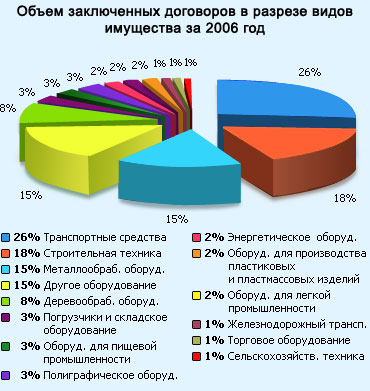 Объем заключенных договоров в разрезе видов
имущества за 2006 год
26%
18%
15%
15%
8%
3%
3%
3%
2%
2%
2%
1%
1%
1%
26% Транспортные средства
18% Строительная техника
15% Металлообраб. оборуд.
15% Другое оборудование
8% Деревообраб. оборуд.
3% Погрузчики и складское
оборудование
3% Оборуд. для пищевой
промышленности
3% Полиграфическое оборуд.
2% Энергетическое оборуд.
2% Оборуд. для производства
пластиковых
и пластмассовых изделий
2% Оборуд. для легкой
промышленности
1% Железнодорожный трансп.
1% Торговое оборудование
1% Сельскохозяйств. техника